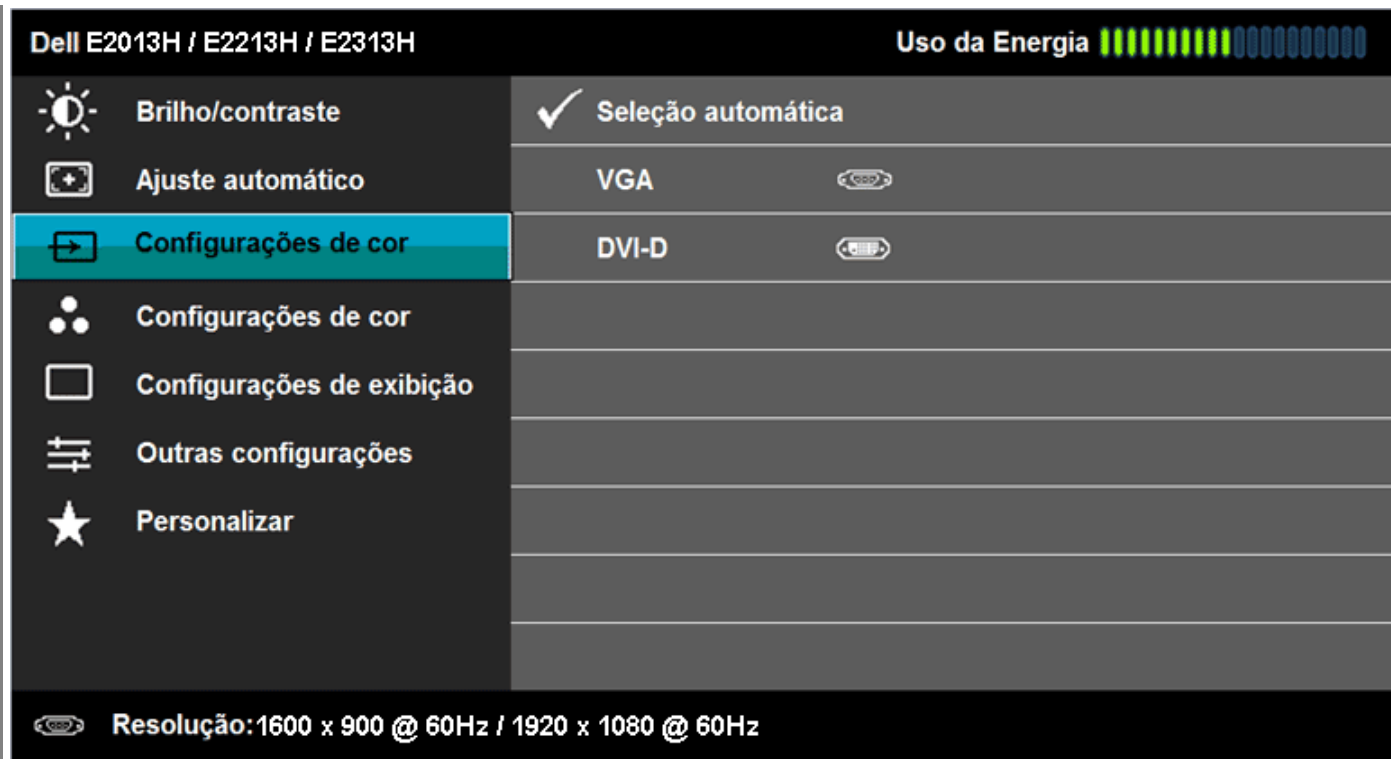 Dell E2013H / E2213H / E2313H
Uso da Energia
Brilho/contraste
Seleção automática
Ajuste automático
VGA
Configurações de cor
DVI-D
Configurações de cor
Configurações de exibição
Outras configurações
Personalizar
Resolução:1600 x 900 @ 60Hz / 1920 x 1080 @ 60Hz